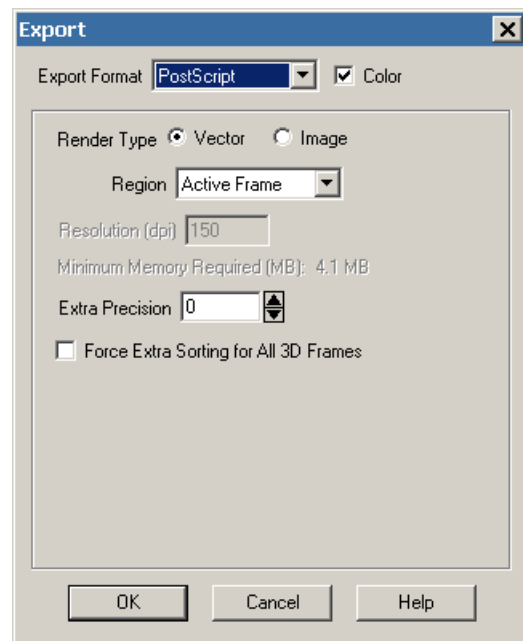 Export
Export Format PostScript Color
Render Type Vector Image
Region Active Frame
Resolution (dpi) 150
Minimum Memory Required (MB): 4.1 MB
Extra Precision 0
Force Extra Sorting for All 3D Frames
OK Cancel Help